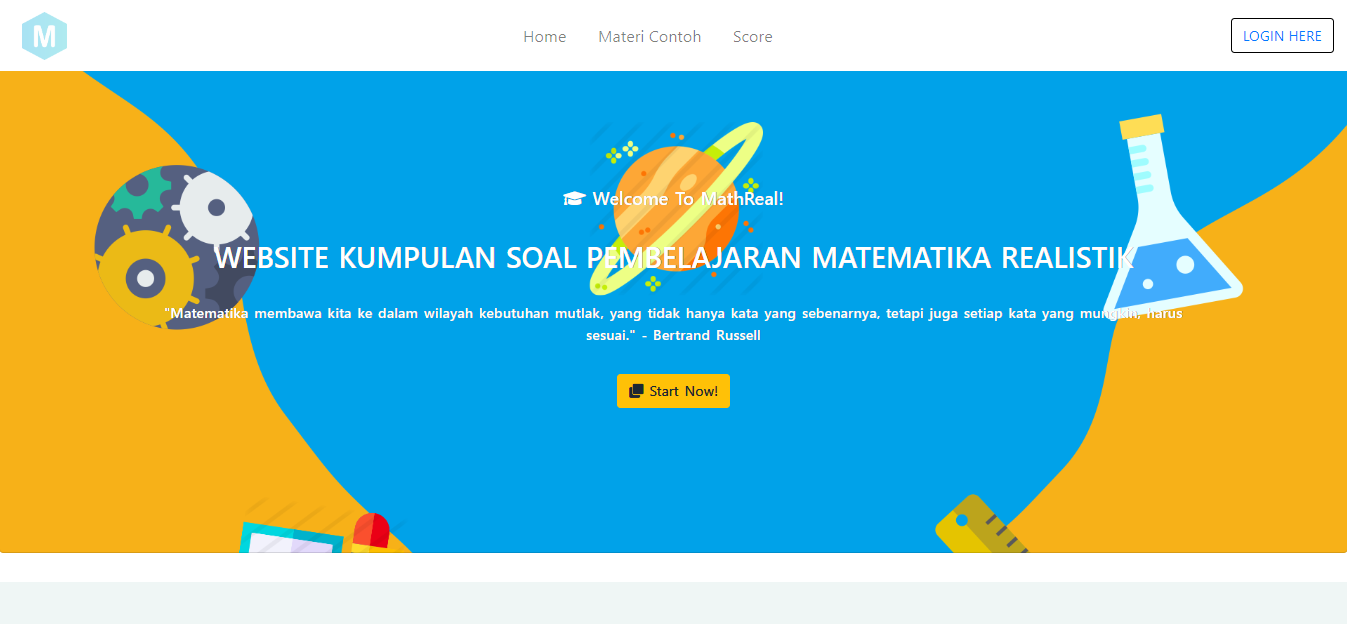 M
Home
Materi Contoh
Score
LOGIN HERE
Welcome To MathReal!
WEBSITE KUMPULAN SOAL PEMBELAJARAN MATEMATIKA REALISTIK
"Matematika membawa kita ke dalam wilayah kebutuhan mutlak, yang tidak hanya kata yang sebenarnya, tetapi juga setiap kata yang mungkin, harus
sesuai." - Bertrand Russell
Start Now!